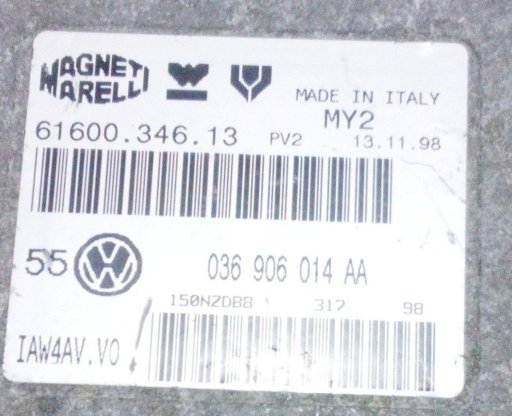 MAGNETI
MARELLI
MADE IN ITALY
MY2
61600.346.13 PV2 13.11.98
55 036 906 014 AA
150NZDB8 317 98
IAW4AV.V0